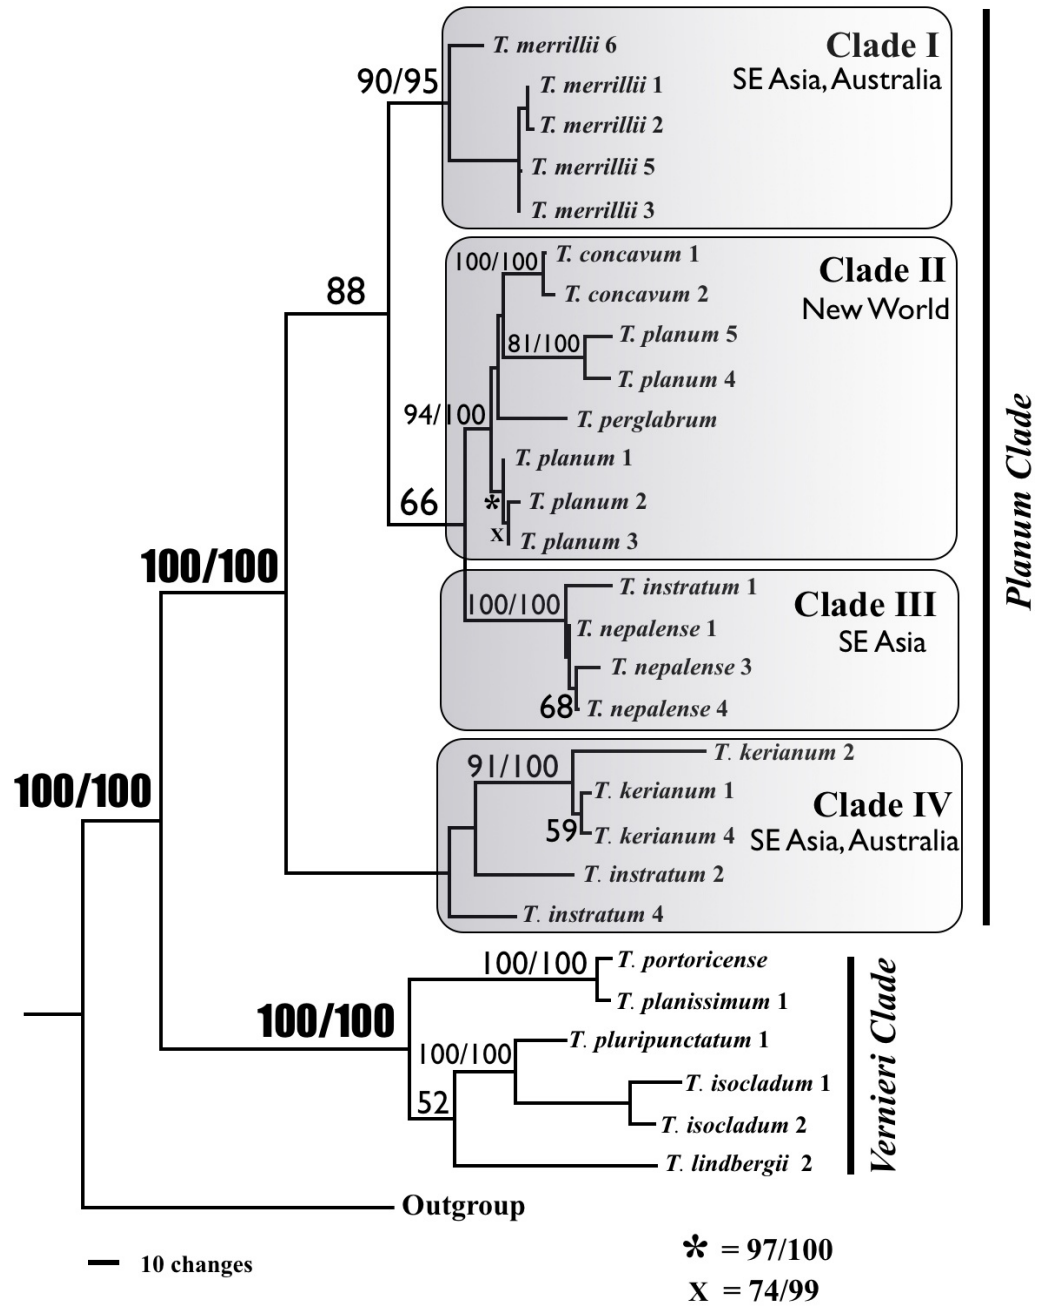 T. merrillii 6
Clade I
SE Asia, Australia
90/95
T. merrillii 1
T. merrillii 2
T. merrillii 5
T. merrillii 3
100/100
T. concavum 1
Clade II
New World
T. concavum 2
88
81/100
T. planum 5
T. planum 4
94/100
T. perglabrum
T. planum 1
66
*
T. planum 2
x
T. planum 3
Planum Clade
100/100
100/100
T. instratum 1
Clade III
SE Asia
T. nepalense 1
T. nepalense 3
68
T. nepalense 4
100/100
91/100
T. kerianum 2
T. kerianum 1
Clade IV
SE Asia, Australia
59
T. kerianum 4
T. instratum 2
T. instratum 4
100/100
T. portoricense
T. planissimum 1
100/100
100/100
T. pluripunctatum 1
T. isocladum 1
52
T. isocladum 2
T. lindbergii 2
Vernieri Clade
Outgroup
10 changes
* = 97/100
x = 74/99